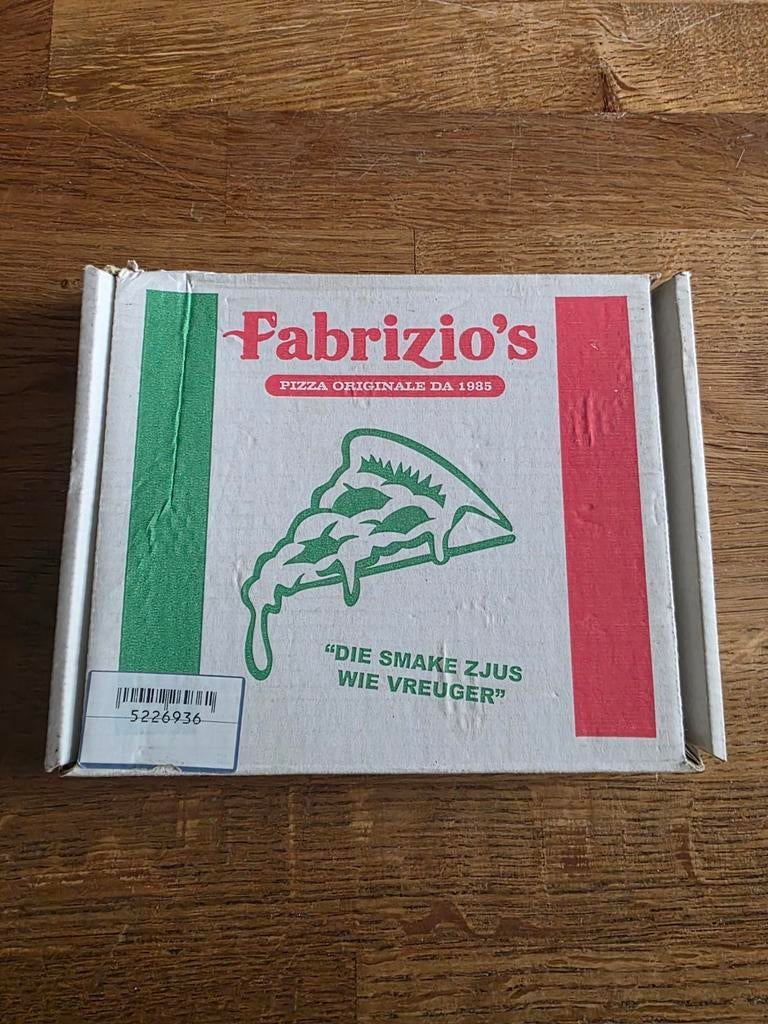 Fabrizio's
PIZZA ORIGINALE DA 1985
"DIE SMAKE ZJUS
WIE VREUGER"
5226936